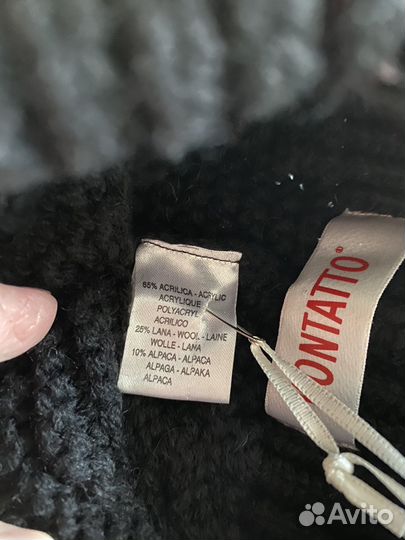 65% ACRILICA - ACRYLIC
ACRYLIQUE
POLYACRYL
ACRILICO
25% LANA - WOOL - LAINE
WOLLE - LANA
10% ALPACA - ALPACA
ALPAGA - ALPAKA
ALPACA
ONTATTO®
Avito